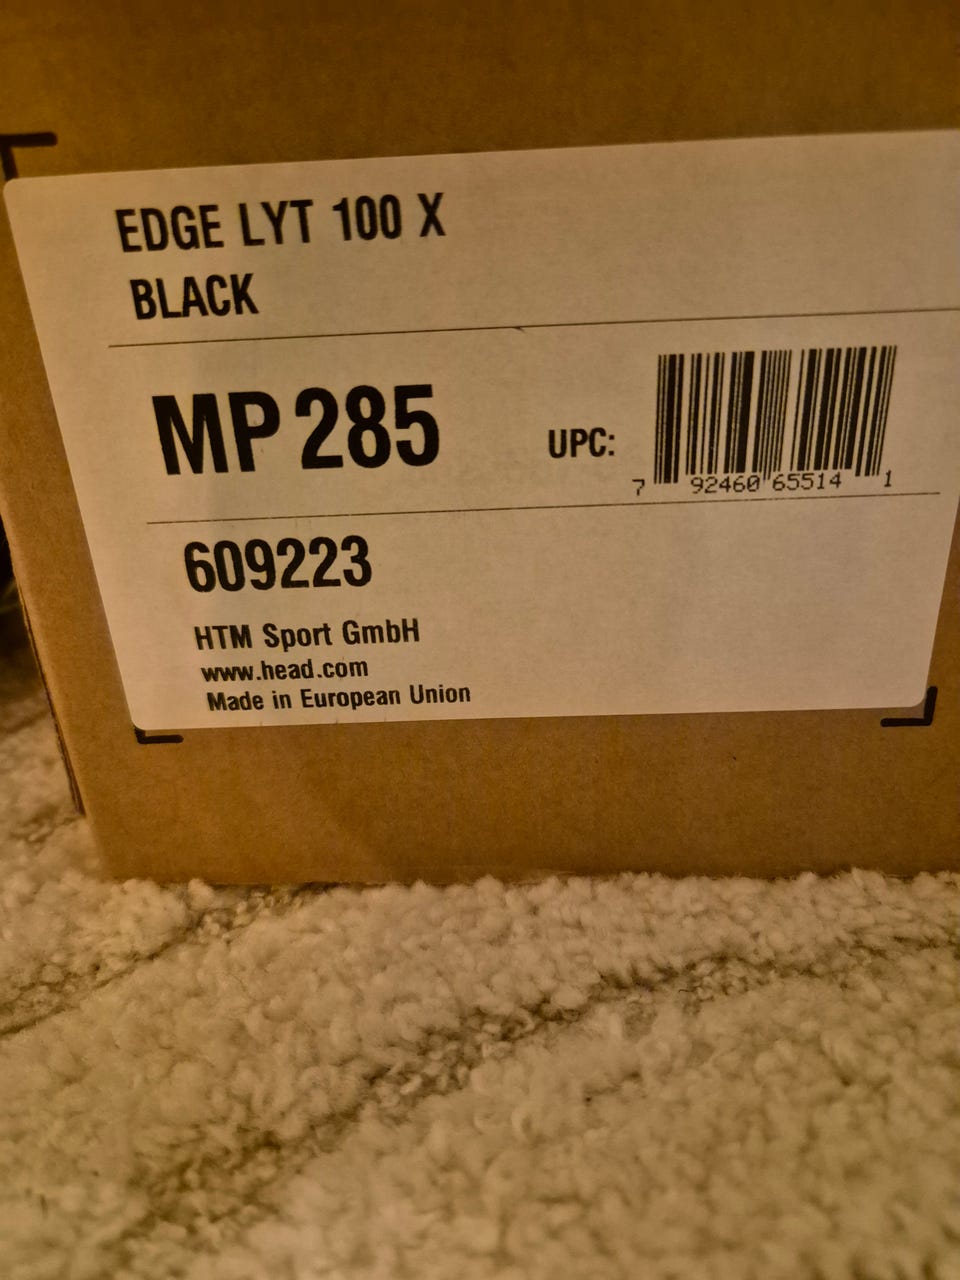 EDGE LYT 100 X
BLACK
MP 285
UPC:
7 92460 65514 1
609223
HTM Sport GmbH
www.head.com
Made in European Union